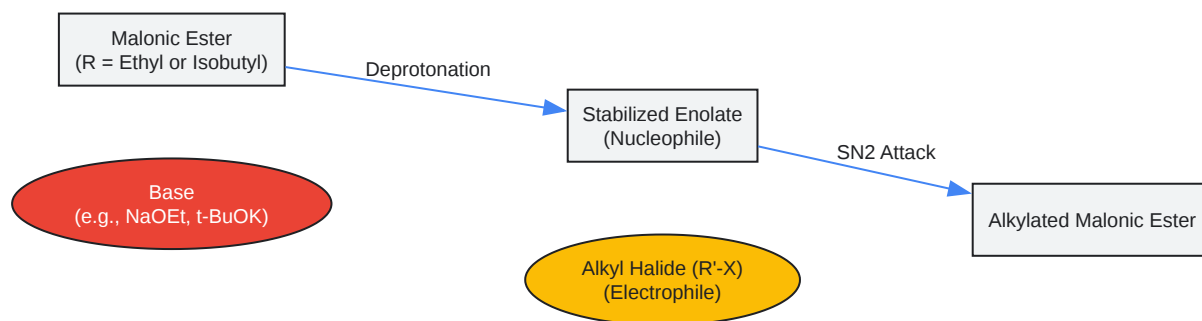 Malonic Ester
(R = Ethyl or Isobutyl)
Deprotonation
Stabilized Enolate
(Nucleophile)
SN2 Attack
Base
(e.g., NaOEt, t-BuOK)
Alkylated Malonic Ester
Alkyl Halide (R'-X)
(Electrophile)